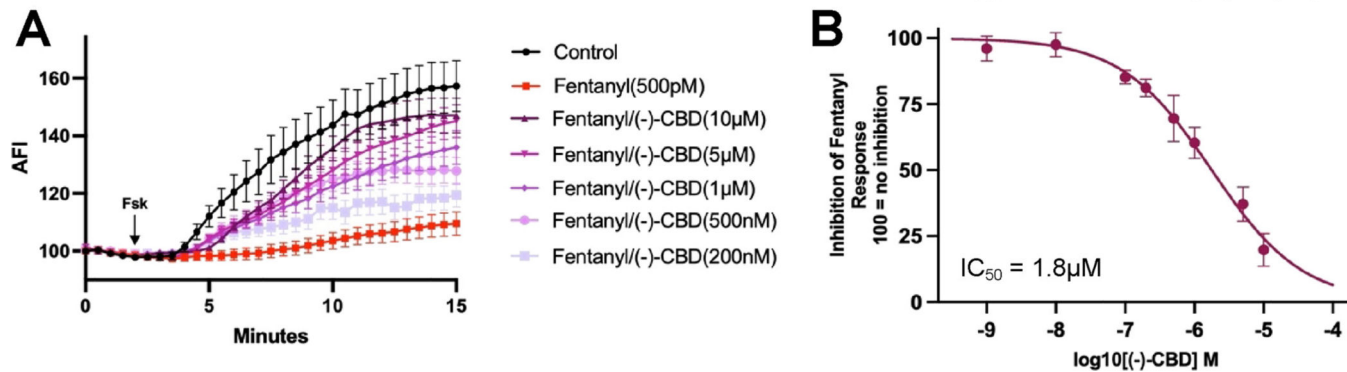 A
AFI
160
140
120
100
Fsk
0
5
10
15
Minutes
Control
Fentanyl(500pM)
Fentanyl/(-)-CBD(10µM)
Fentanyl/(-)-CBD(5µM)
Fentanyl/(-)-CBD(1µM)
Fentanyl/(-)-CBD(500nM)
Fentanyl/(-)-CBD(200nM)
B
Inhibition of Fentanyl
Response
100 = no inhibition
100
75
50
25
0
IC₅₀ = 1.8µM
-9
-8
-7
-6
-5
-4
log10[(-)-CBD] M